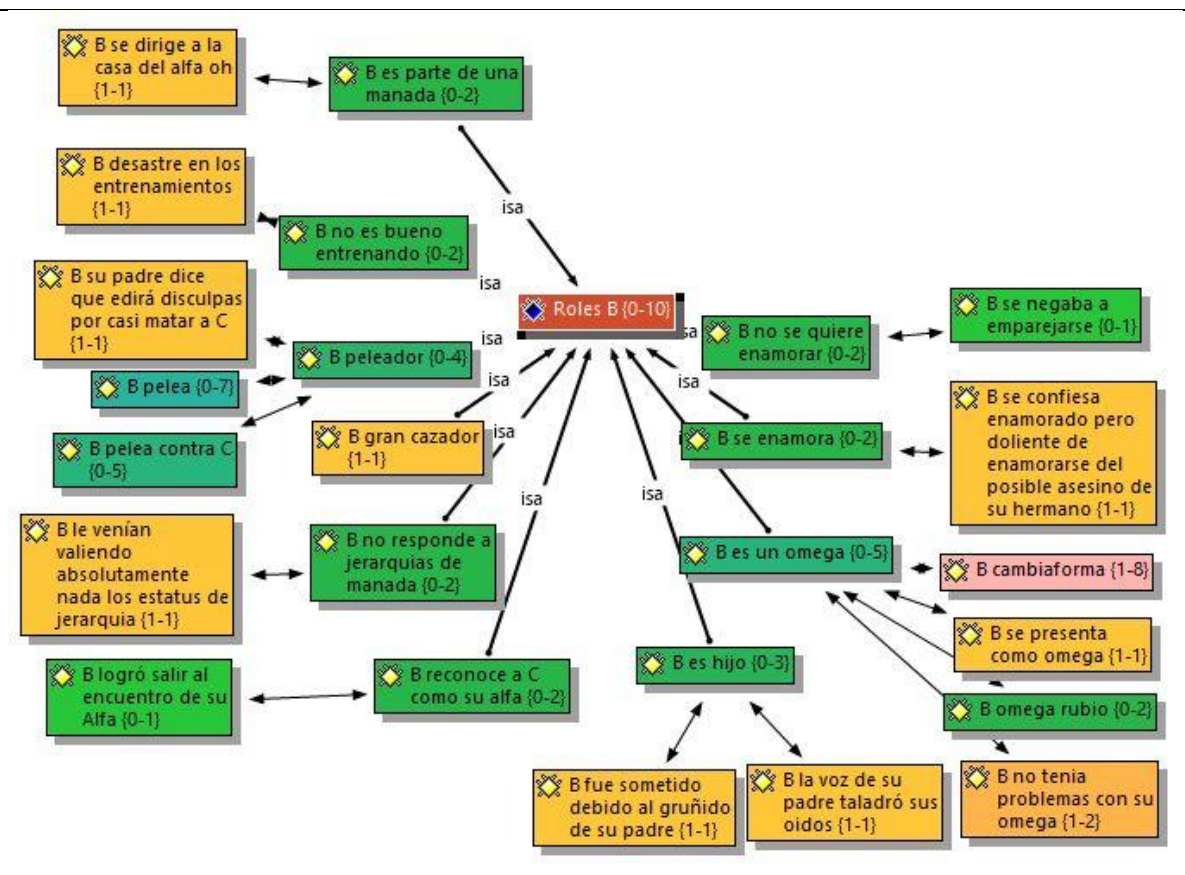 B se dirige a la
casa del alfa oh
{1-1}
B es parte de una
manada {0-2}
B desastre en los
entrenamientos
{1-1}
isa
B no es bueno
entrenando {0-2}
B su padre dice
que edirá disculpas
por casi matar a C
{1-1}
isa
Roles B {0-10}
B se negaba a
emparejarse {0-1}
B no se quiere
enamorar {0-2}
isa
isa
B peleador {0-4}
B pelea {0-7}
isa
isa
B se confiesa
enamorado pero
doliente de
enamorarse del
posible asesino de
su hermano {1-1}
B pelea contra C
{0-5}
B gran cazador
{1-1}
isa
B se enamora {0-2}
isa
isa
B le venían
valiendo
absolutamente
nada los estatus de
jerarquia {1-1}
B no responde a
jerarquias de
manada {0-2}
B es un omega {0-5}
B cambiaforma {1-8}
B se presenta
como omega {1-1}
B logró salir al
encuentro de su
Alfa {0-1}
B reconoce a C
como su alfa {0-2}
B es hijo {0-3}
B omega rubio {0-2}
B fue sometido
debido al gruñido
de su padre {1-1}
B la voz de su
padre taladró sus
oidos {1-1}
B no tenia
problemas con su
omega {1-2}